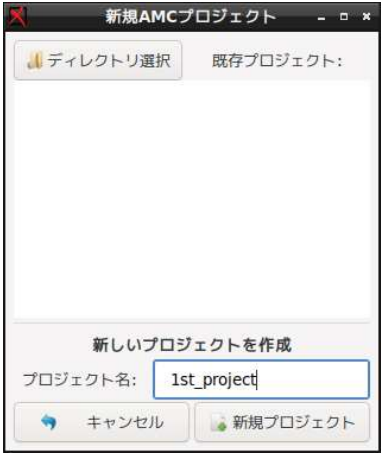 新規AMCプロジェクト
ディレクトリ選択 既存プロジェクト:
新しいプロジェクトを作成
プロジェクト名: 1st_project
キャンセル 新規プロジェクト